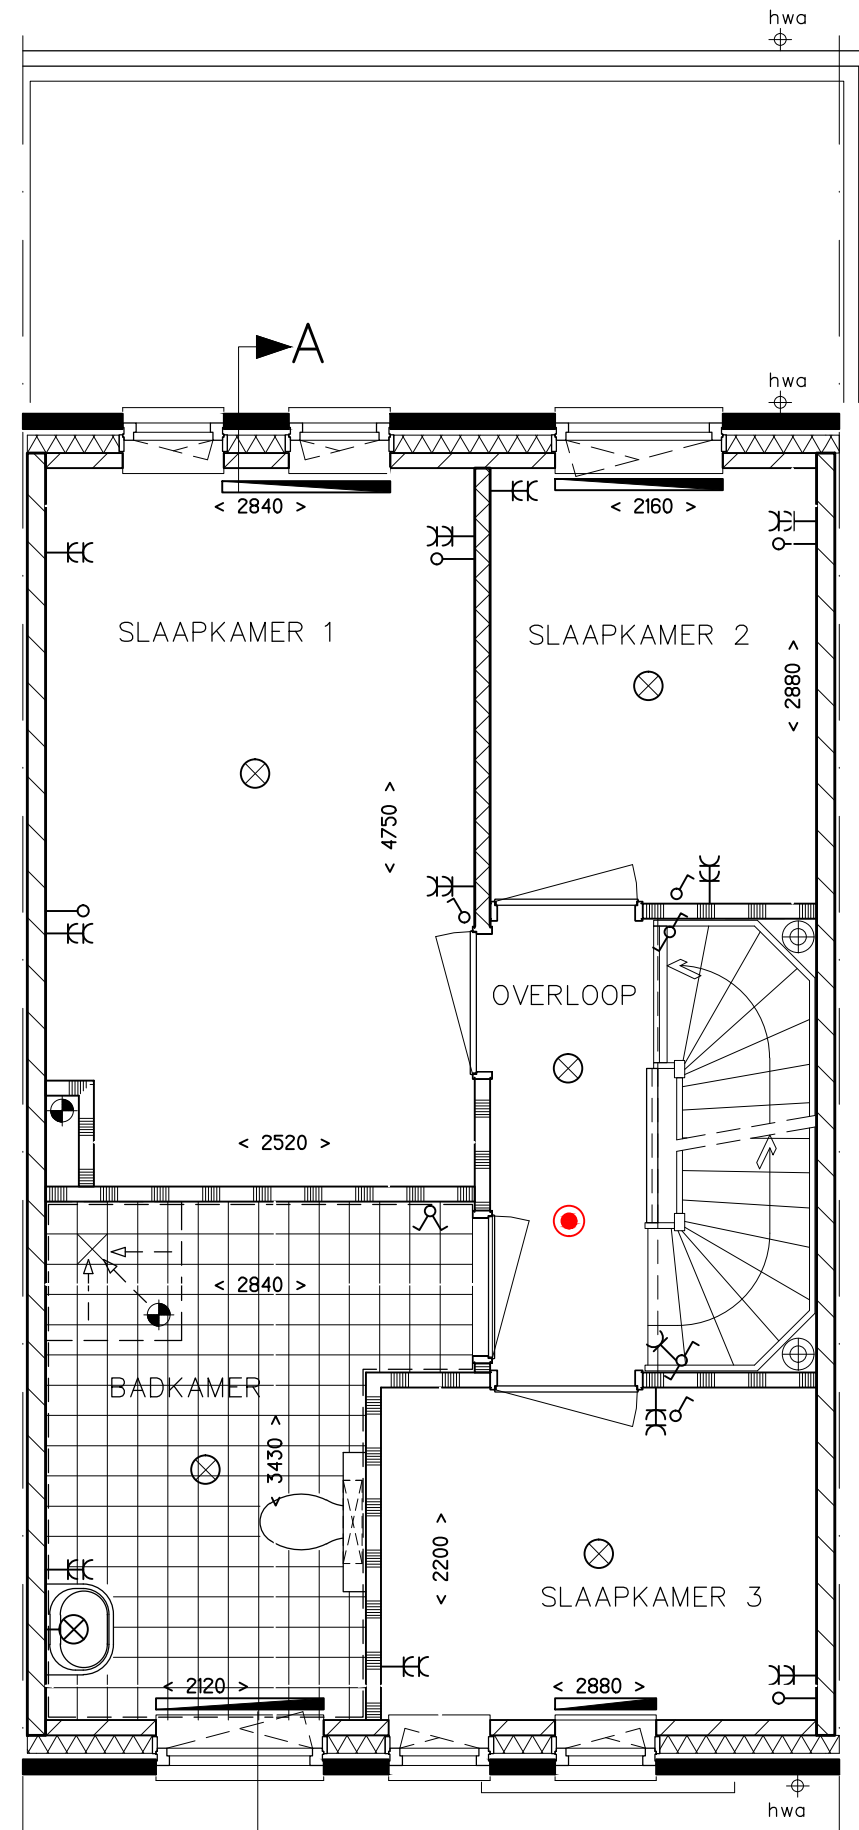 hwa
A
hwa
< 2840 >
< 2160 >
SLAAPKAMER 1
SLAAPKAMER 2
< 2880 >
< 4750 >
OVERLOOP
< 2520 >
< 2840 >
BADKAMER
< 3430 >
< 2200 >
SLAAPKAMER 3
< 2120 >
< 2880 >
hwa